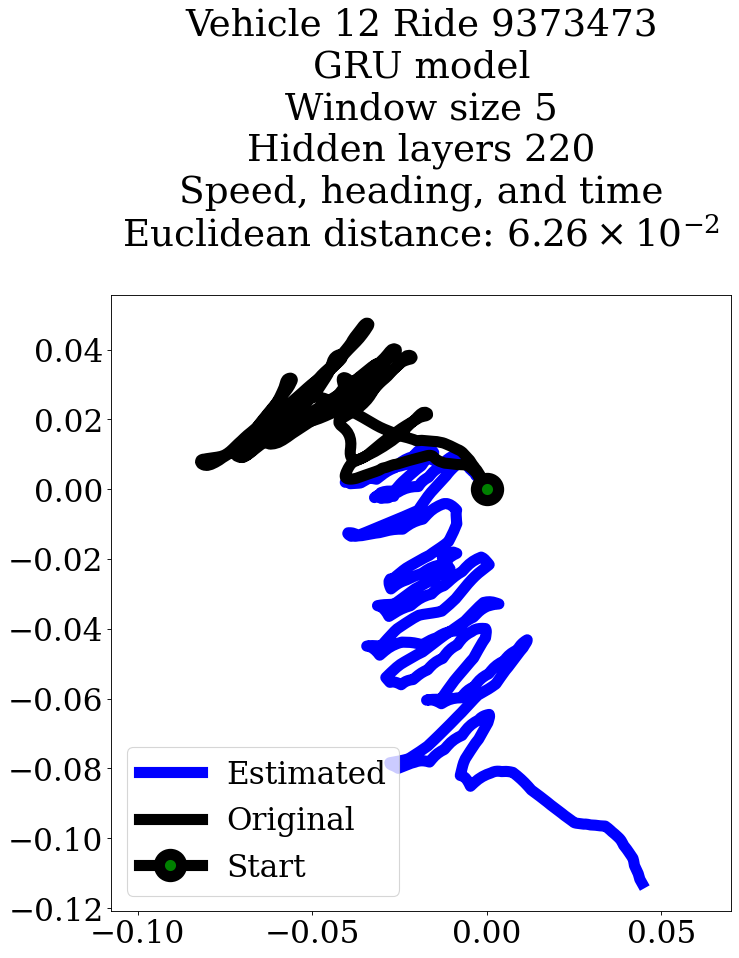 Vehicle 12 Ride 9373473
GRU model
Window size 5
Hidden layers 220
Speed, heading, and time
Euclidean distance: 6.26 × 10⁻²
0.04
0.02
0.00
−0.02
−0.04
−0.06
−0.08
−0.10
−0.12
Estimated
Original
Start
−0.10
−0.05
0.00
0.05